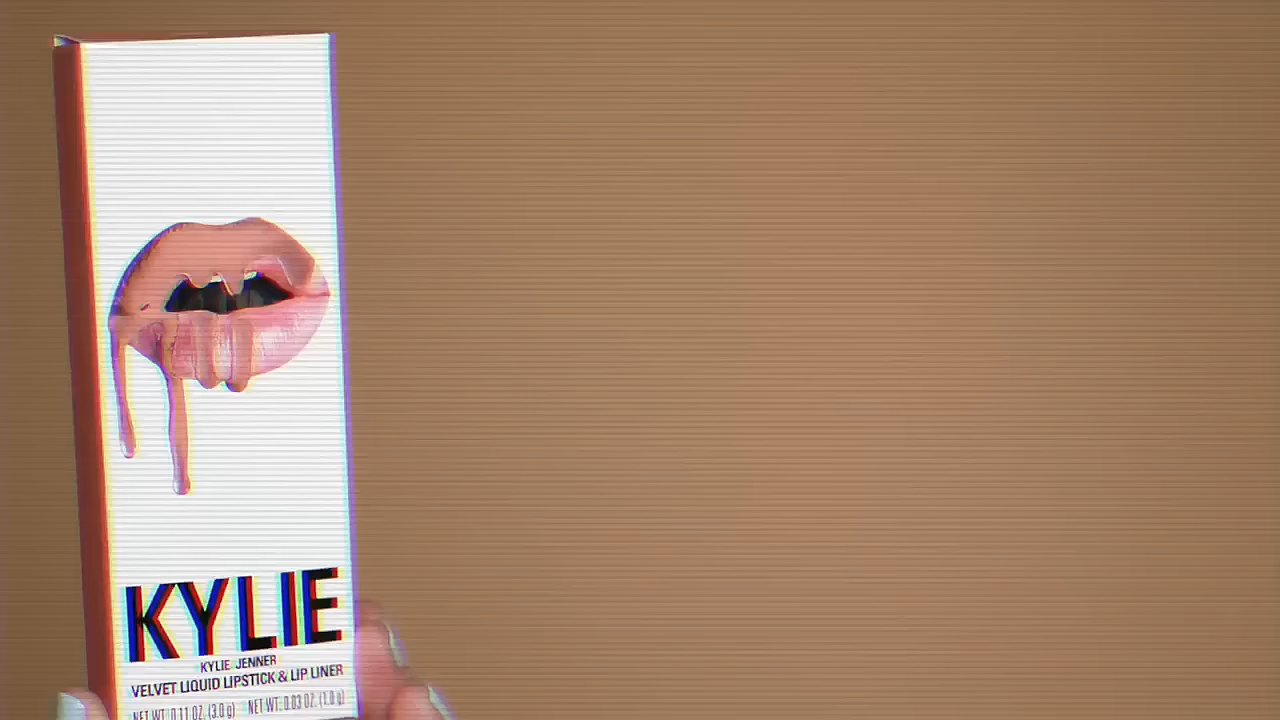 KYLIE
KYLIE JENNER
VELVET LIQUID LIPSTICK & LIP LINER
NET WT. 0.11 OZ. (3.0 g) NET WT. 0.03 OZ. (1.0 g)